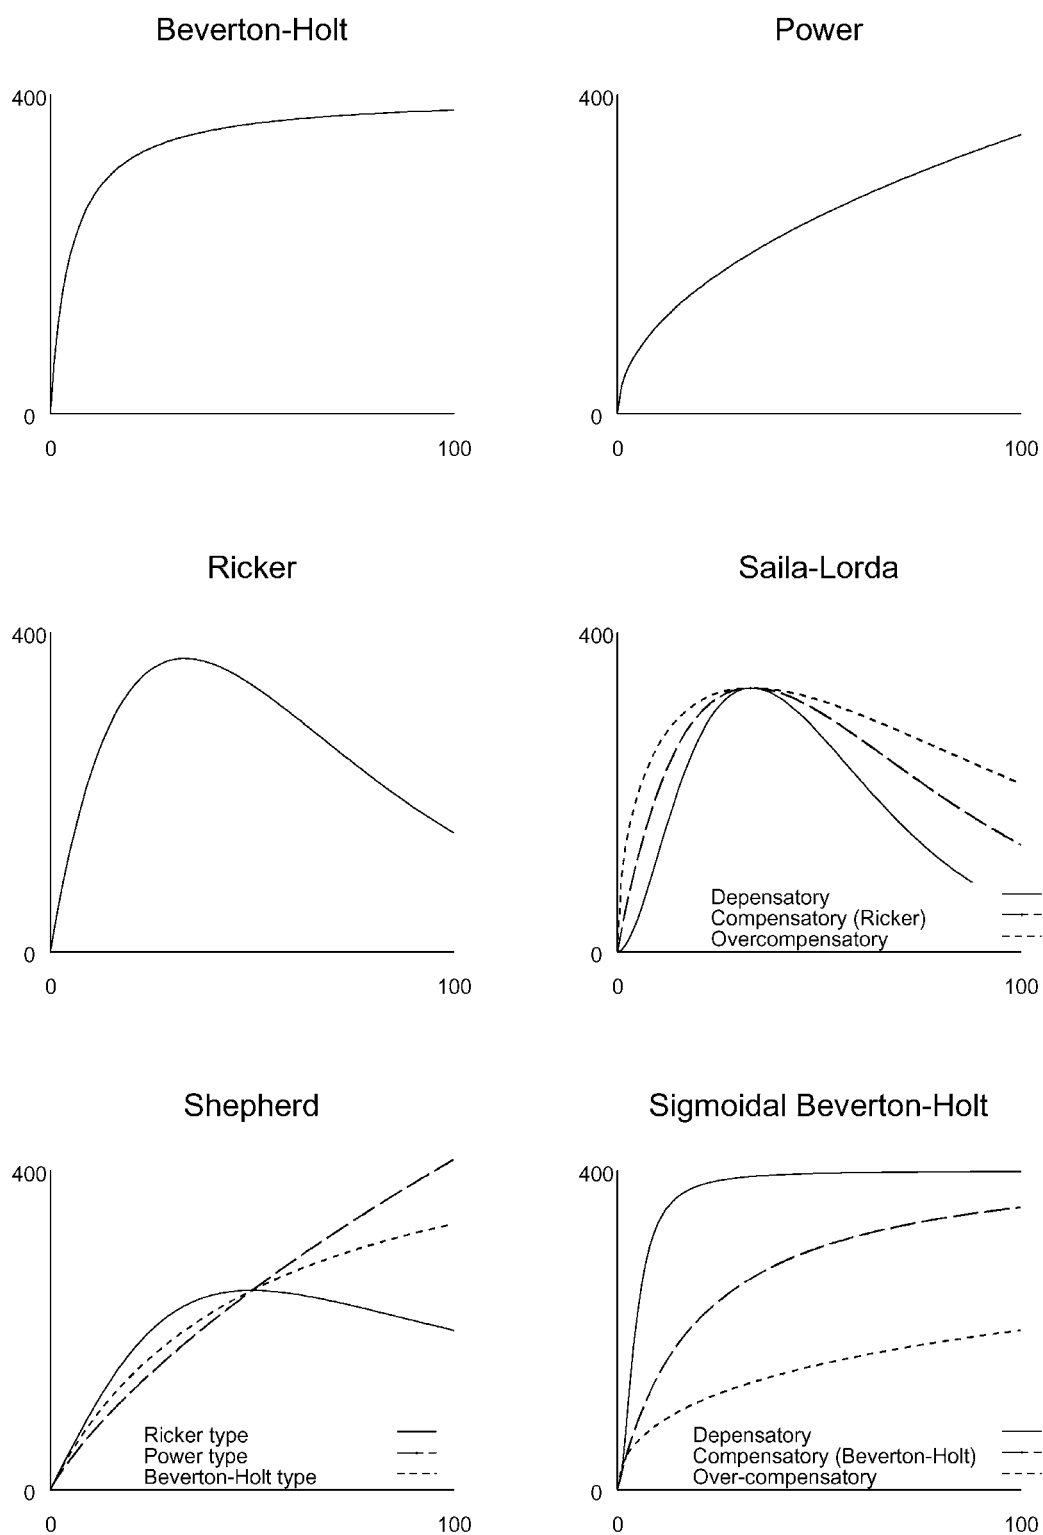 Beverton-Holt
400
0
0
100
Power
400
0
0
100
Ricker
400
0
0
100
Saila-Lorda
400
Depensatory
Compensatory (Ricker)
Overcompensatory
0
0
100
Shepherd
400
Ricker type
Power type
Beverton-Holt type
0
0
100
Sigmoidal Beverton-Holt
400
Depensatory
Compensatory (Beverton-Holt)
Over-compensatory
0
0
100